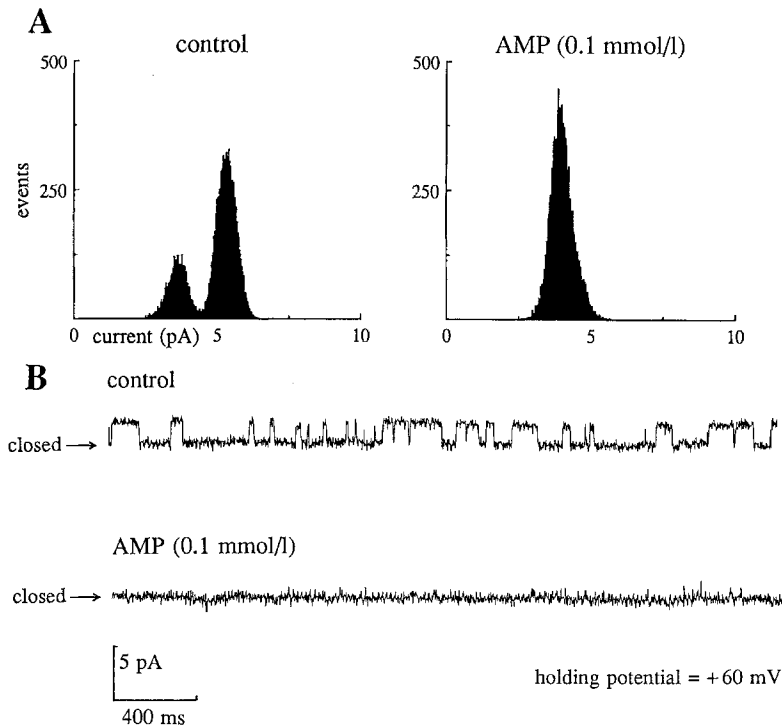 A
control
AMP (0.1 mmol/l)
500
250
events
0
current (pA)
5
10
500
250
0
5
10
B
control
closed
AMP (0.1 mmol/l)
closed
5 pA
400 ms
holding potential = +60 mV